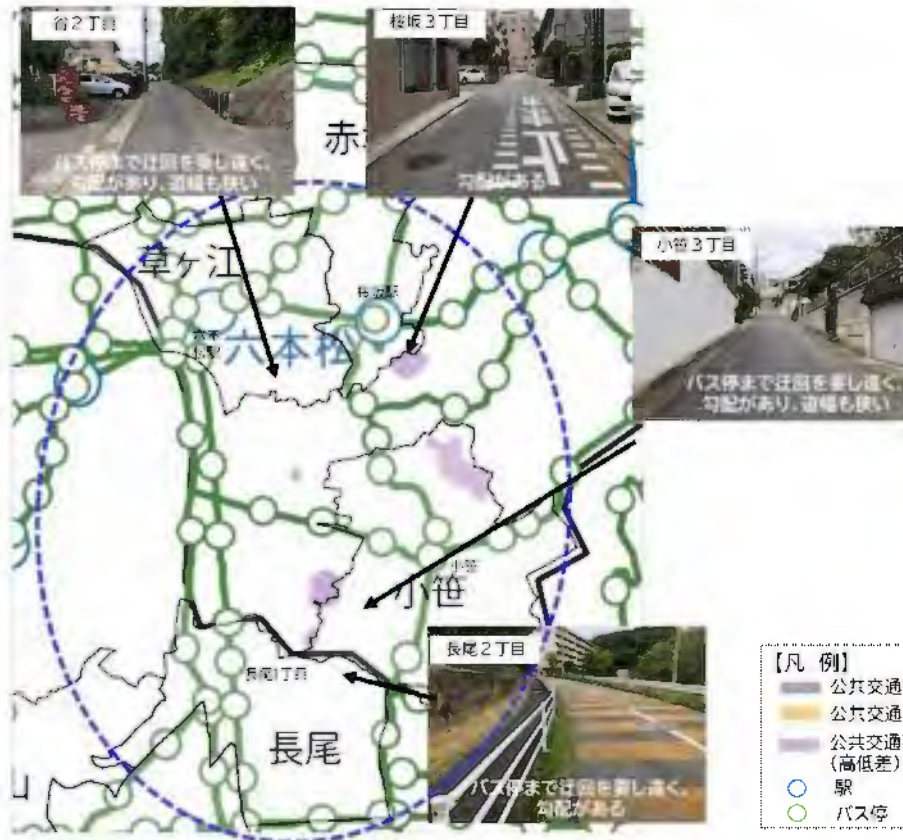 谷2丁目
バス停まで迂回を要し遠く、
勾配があり、道幅も狭い
桜坂3丁目
勾配がある
赤
草ヶ江
桜坂駅
六本松
小笹3丁目
バス停まで迂回を要し遠く、
勾配があり、道幅も狭い
小笹
小笹
長尾2丁目
バス停まで迂回を要し遠く、
勾配がある
長尾1丁目
長尾
【凡 例】
公共交通
公共交通
公共交通
(高低差)
駅
バス停